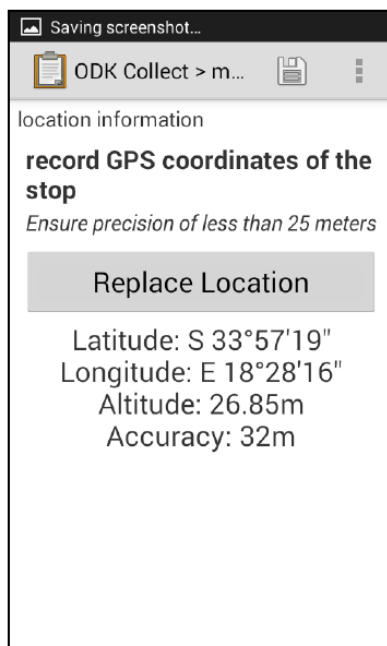 Saving screenshot...
ODK Collect > m...
location information
record GPS coordinates of the
stop
Ensure precision of less than 25 meters
Replace Location
Latitude: S 33°57'19"
Longitude: E 18°28'16"
Altitude: 26.85m
Accuracy: 32m